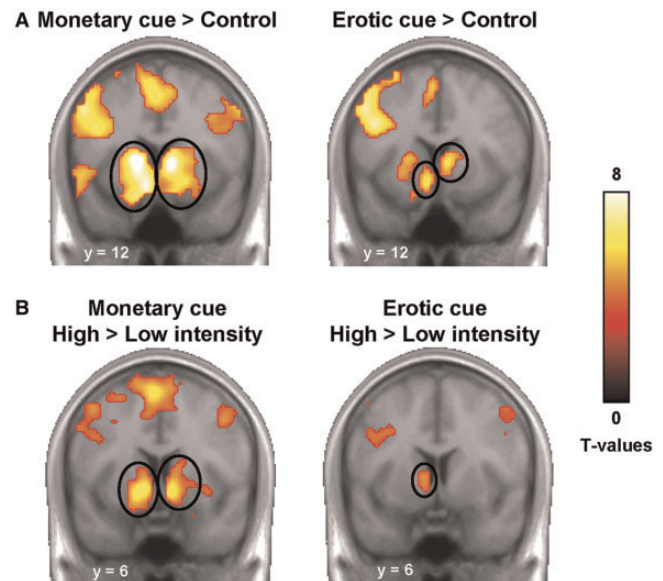 A Monetary cue > Control
Erotic cue > Control
y = 12
y = 12
8
0
T-values
B Monetary cue
High > Low intensity
Erotic cue
High > Low intensity
y = 6
y = 6